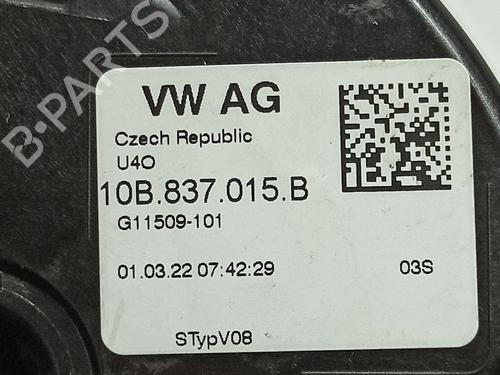 B-PARTS
VW AG
Czech Republic
U4O
10B.837.015.B
G11509-101
01.03.22 07:42:29 03S
STypV08